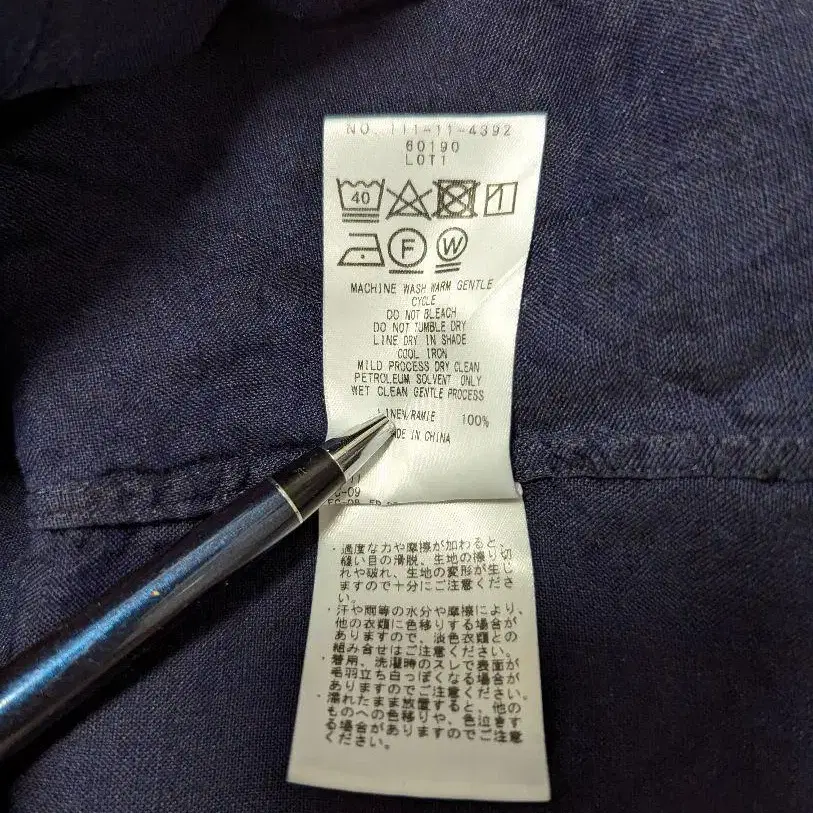 NO. 111-11-4392
60190
LOT1
40
F W
MACHINE WASH WARM GENTLE
CYCLE
DO NOT BLEACH
DO NOT TUMBLE DRY
LINE DRY IN SHADE
COOL IRON
MILD PROCESS DRY CLEAN
PETROLEUM SOLVENT ONLY
WET CLEAN GENTLE PROCESS
LINEN/RAMIE 100%
IN CHINA
・過度な力や摩擦が加わると、
縫い目の滑脱、生地の擦り切
れや破れ、生地の変形が生じ
ますので十分にご注意くださ
い。
・汗や雨等の水分や摩擦により、
他の衣類に色移りする場合が
ありますので、淡色衣類との
組み合せはご注意ください。
・着用、洗濯時のスレで表面が
毛羽立ち白っぽくなる場合が
ありますのでご注意ください。
・濡れたまま放置すると、他の
ものへの色移りや、色泣きす
る場合がありますのでご注意
ください。